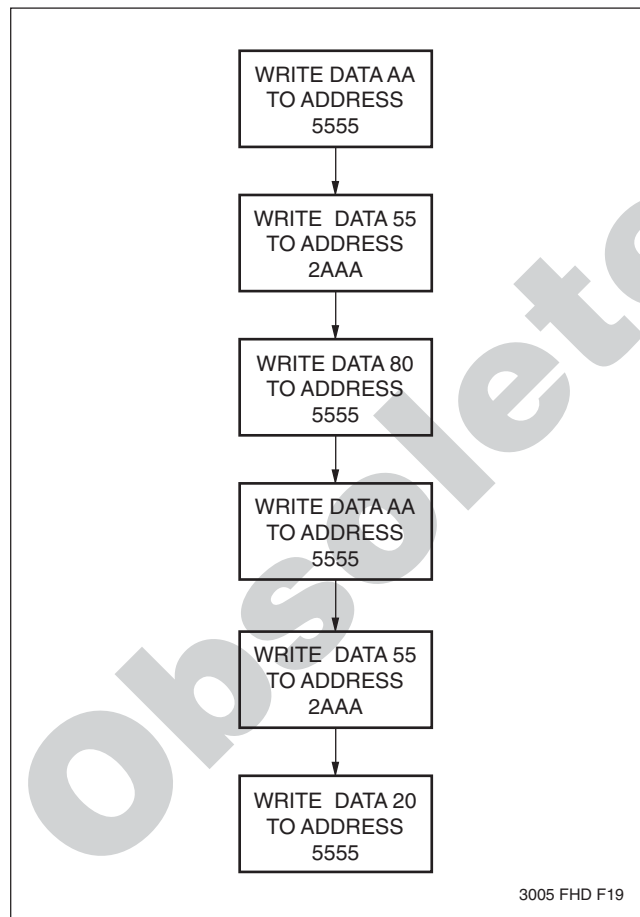 WRITE DATA AA
TO ADDRESS
5555
WRITE DATA 55
TO ADDRESS
2AAA
WRITE DATA 80
TO ADDRESS
5555
WRITE DATA AA
TO ADDRESS
5555
WRITE DATA 55
TO ADDRESS
2AAA
WRITE DATA 20
TO ADDRESS
5555
3005 FHD F19
Obsolete